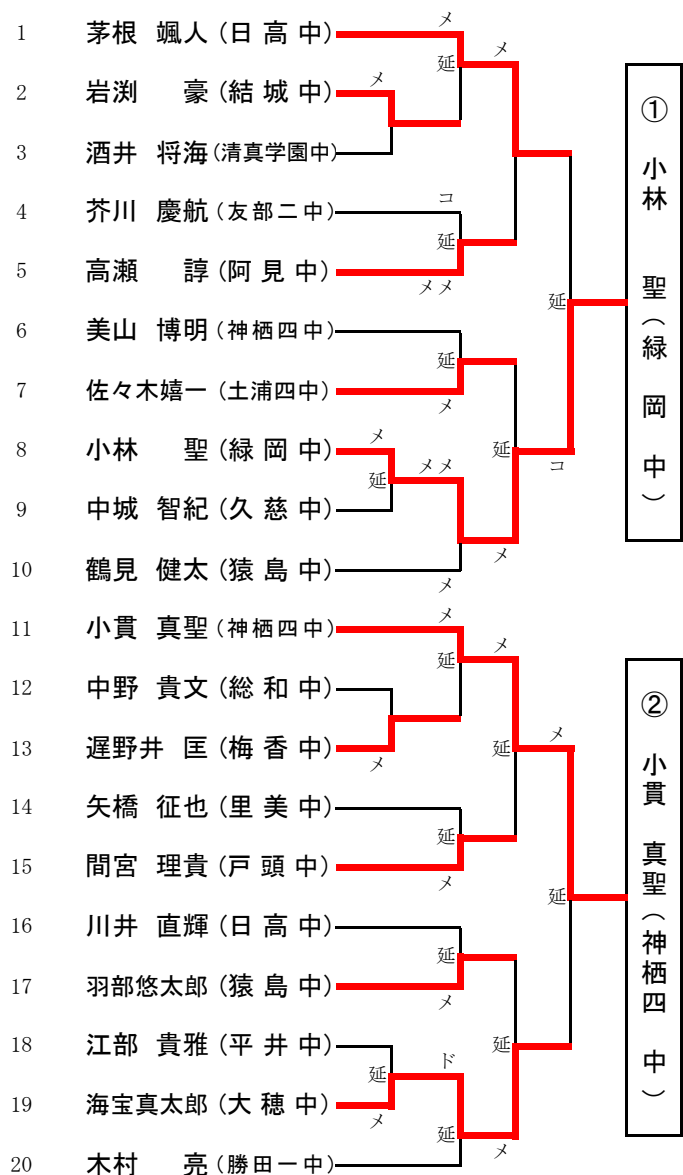 メ
1 茅根 颯人(日高中)
延
メ
メ
2 岩渕 豪(結城中)
3 酒井 将海(清真学園中)
コ
4 芥川 慶航(友部二中)
延
5 高瀬 諄(阿見中)
メメ
延
6 美山 博明(神栖四中)
延
7 佐々木嬉一(土浦四中)
メ
メ
8 小林 聖(緑岡中)
延
メメ
延
コ
9 中城 智紀(久慈中)
メ
10 鶴見 健太(猿島中)
メ
① 小林 聖(緑岡中)
メ
11 小貫 真聖(神栖四中)
延
メ
12 中野 貴文(総和中)
13 遅野井 匡(梅香中)
メ
延
メ
14 矢橋 征也(里美中)
延
15 間宮 理貴(戸頭中)
メ
延
16 川井 直輝(日高中)
延
17 羽部悠太郎(猿島中)
メ
18 江部 貴雅(平井中)
延
ド
延
19 海宝真太郎(大穂中)
メ
延
メ
20 木村 亮(勝田一中)
② 小貫 真聖(神栖四中)